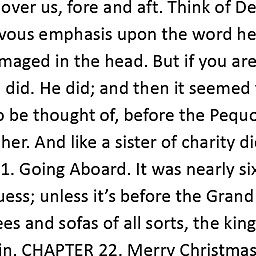 over us, fore and aft. Think of De
vous emphasis upon the word he
maged in the head. But if you are
did. He did; and then it seemed
be thought of, before the Pequo
her. And like a sister of charity di
1. Going Aboard. It was nearly six
uess; unless it’s before the Grand
ees and sofas of all sorts, the king
in. CHAPTER 22. Merry Christmas